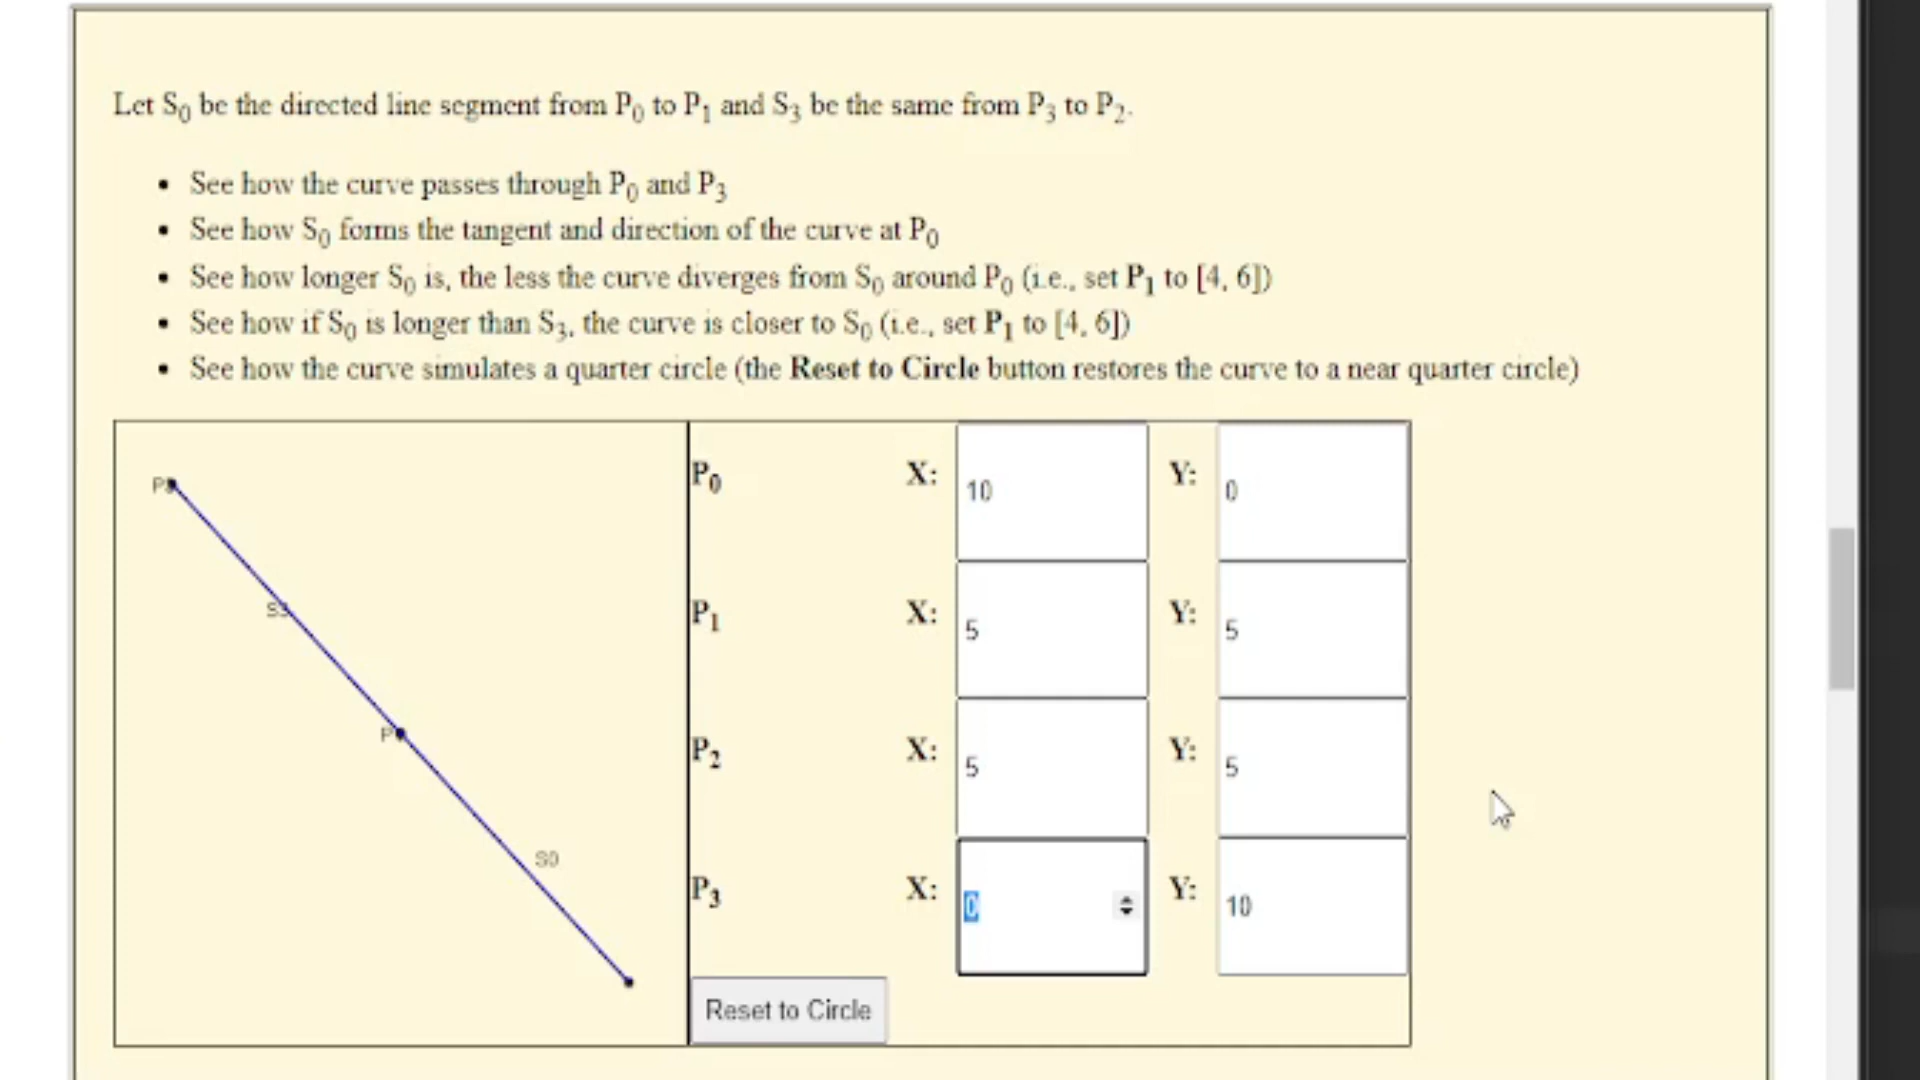 Let S0 be the directed line segment from P0 to P1 and S3 be the same from P3 to P2.
• See how the curve passes through P0 and P3
• See how S0 forms the tangent and direction of the curve at P0
• See how longer S0 is, the less the curve diverges from S0 around P0 (i.e., set P1 to [4, 6])
• See how if S0 is longer than S3, the curve is closer to S0 (i.e., set P1 to [4, 6])
• See how the curve simulates a quarter circle (the Reset to Circle button restores the curve to a near quarter circle)
P0 X: 10 Y: 0
P1 X: 5 Y: 5
P2 X: 5 Y: 5
P3 X: 0 Y: 10
S0
Reset to Circle